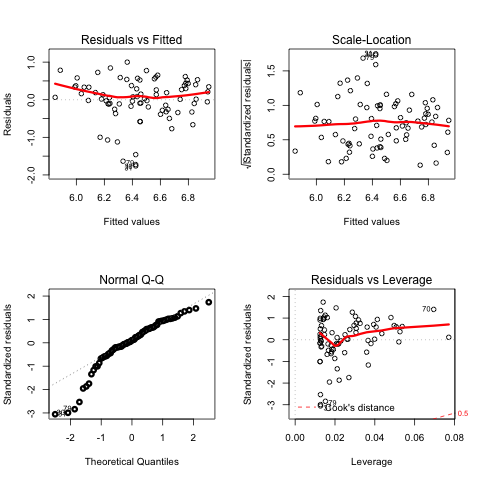 Residuals vs Fitted
Residuals
-2.0 -1.0 0.0 1.0
6.0 6.2 6.4 6.6 6.8
Fitted values
Scale-Location
√|Standardized residuals|
0.0 0.5 1.0 1.5
6.0 6.2 6.4 6.6 6.8
Fitted values
Normal Q-Q
Standardized residuals
-3 -2 -1 0 1 2
-2 -1 0 1 2
Theoretical Quantiles
Residuals vs Leverage
Standardized residuals
-3 -2 -1 0 1 2
70
Cook's distance
0.5
0.00 0.02 0.04 0.06 0.08
Leverage